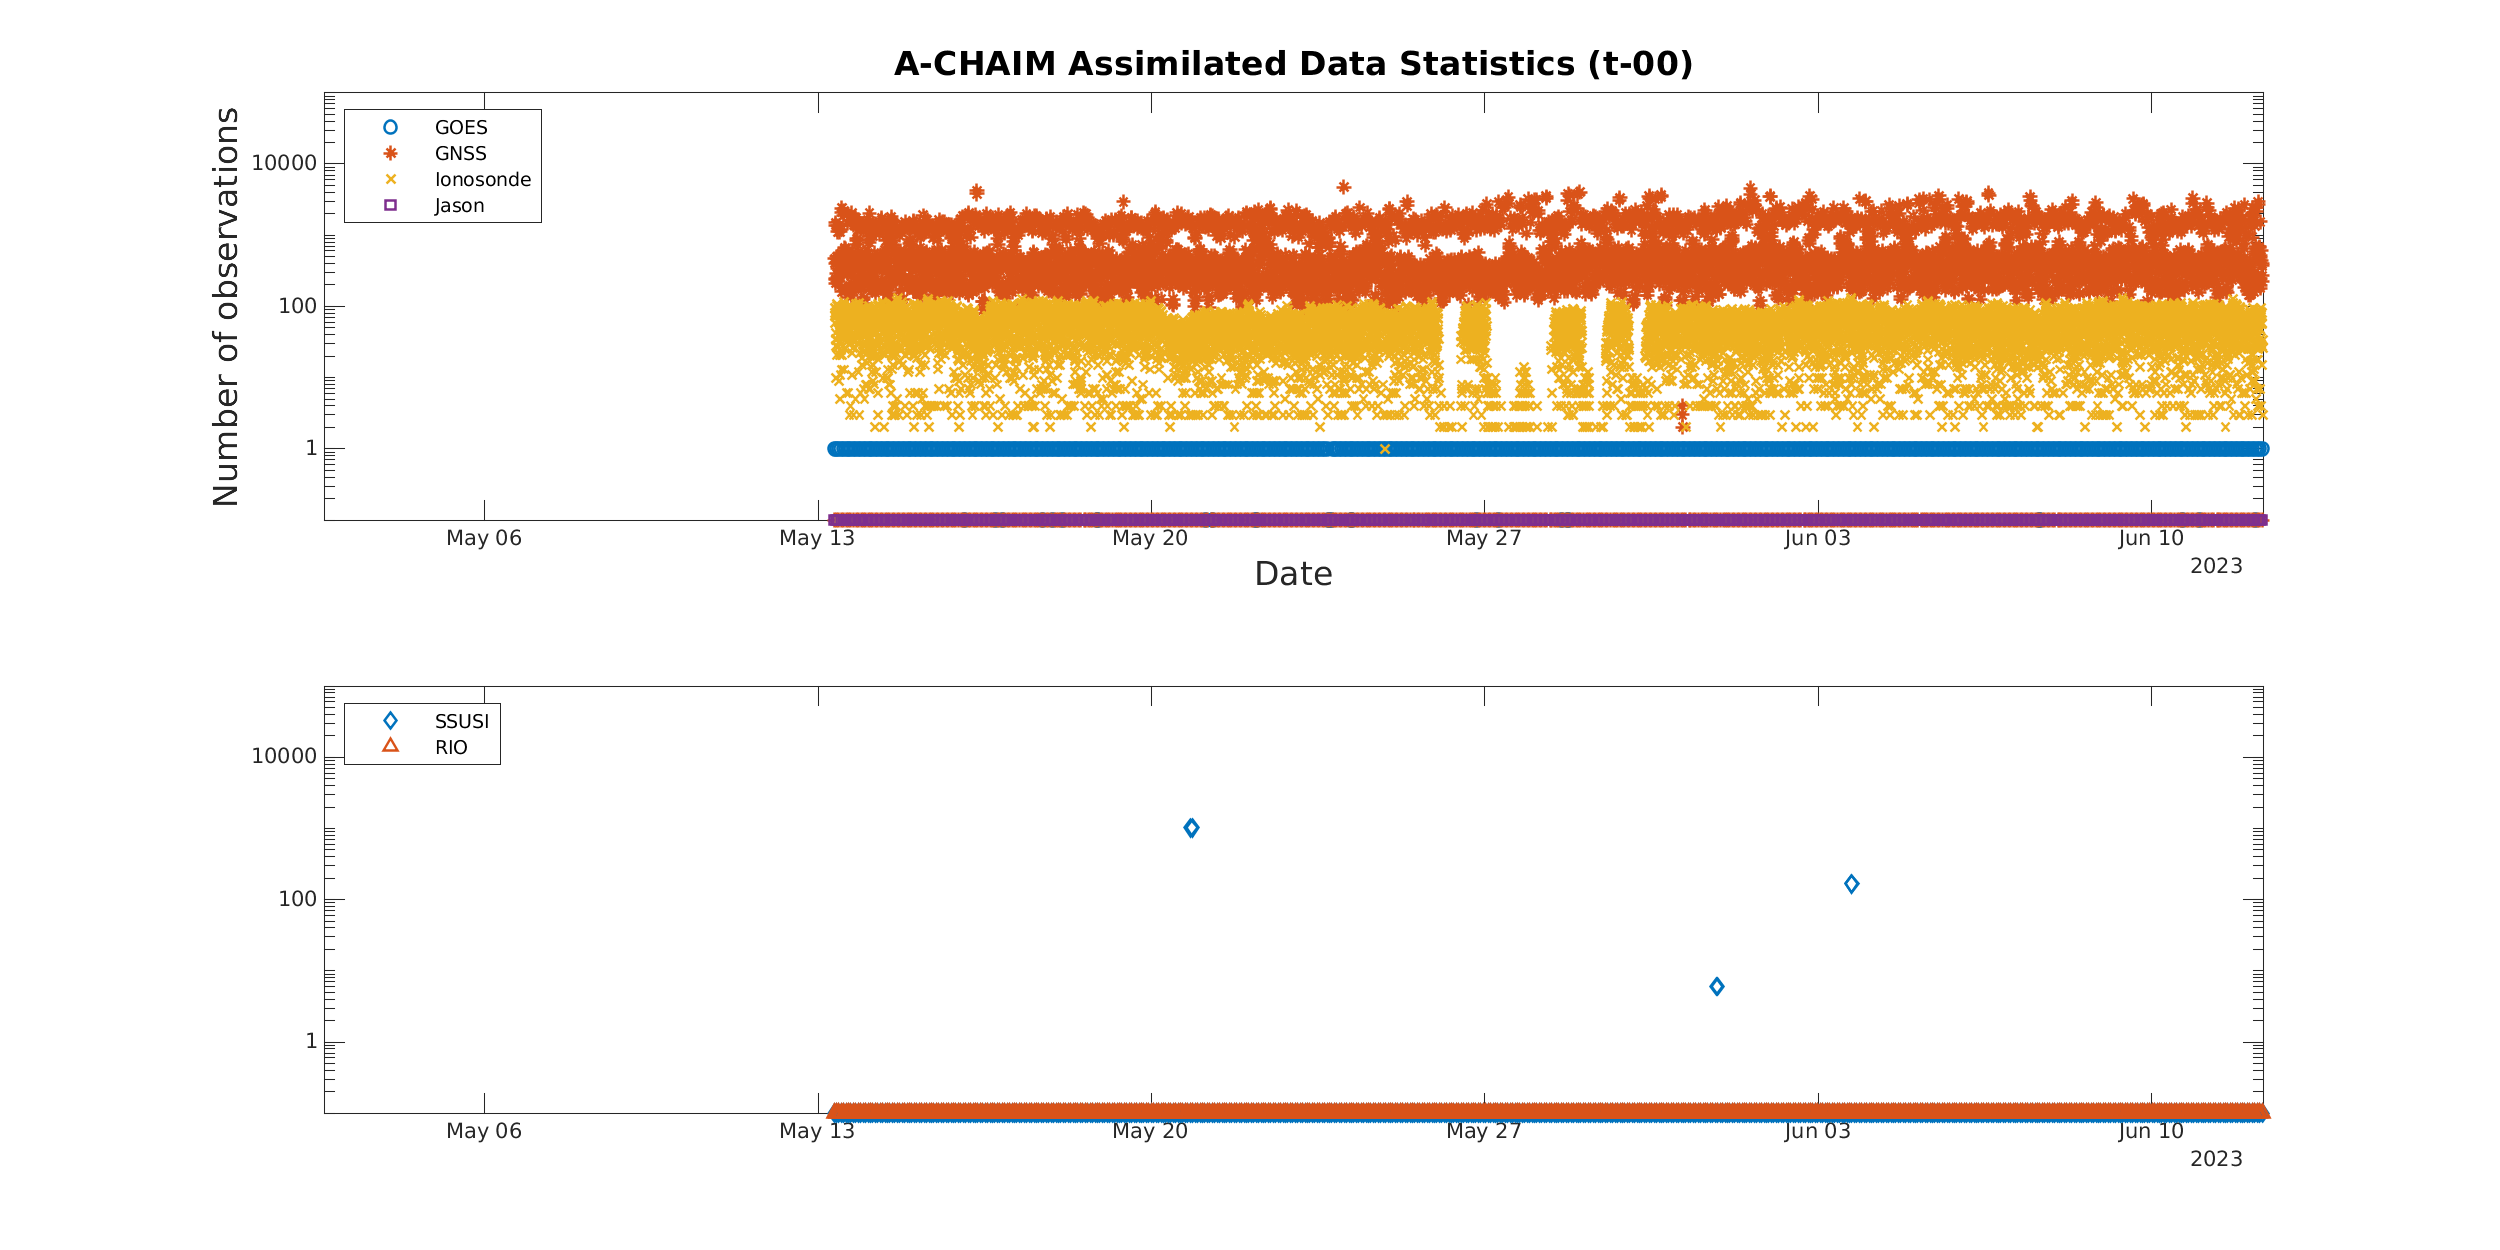 A-CHAIM Assimilated Data Statistics (t-00)
Number of observations
GOES
GNSS
Ionosonde
Jason
10000
100
1
May 06
May 13
May 20
May 27
Jun 03
Jun 10
2023
Date
SSUSI
RIO
10000
100
1
May 06
May 13
May 20
May 27
Jun 03
Jun 10
2023